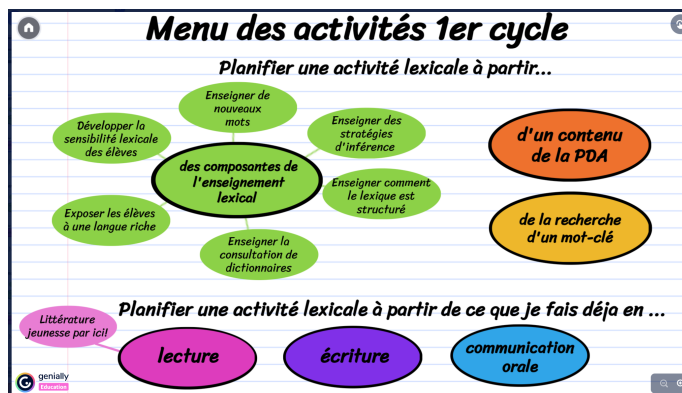 Menu des activités 1er cycle
Planifier une activité lexicale à partir...
Enseigner de
nouveaux
mots
Développer la
sensibilité lexicale
des élèves
Enseigner des
stratégies
d'inférence
des composantes de
l'enseignement
lexical
Enseigner comment
le lexique est
structuré
Exposer les élèves
à une langue riche
Enseigner la
consultation de
dictionnaires
d'un contenu
de la PDA
de la recherche
d'un mot-clé
Planifier une activité lexicale à partir de ce que je fais déja en ...
Littérature
jeunesse par ici!
lecture
écriture
communication
orale
genially
Education